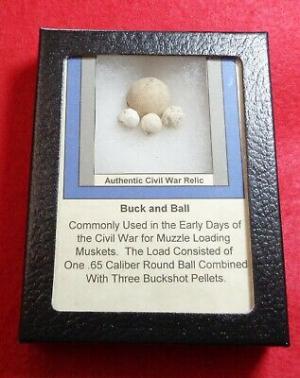 Authentic Civil War Relic
Buck and Ball
Commonly Used in the Early Days of
the Civil War for Muzzle Loading
Muskets. The Load Consisted of
One .65 Caliber Round Ball Combined
With Three Buckshot Pellets.